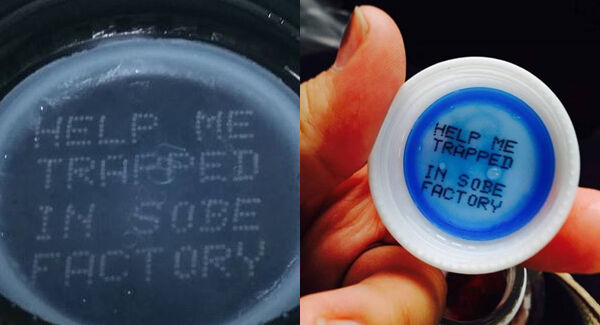 HELP ME
TRAPPED
IN SOBE
FACTORY
HELP ME
TRAPPED
IN SOBE
FACTORY